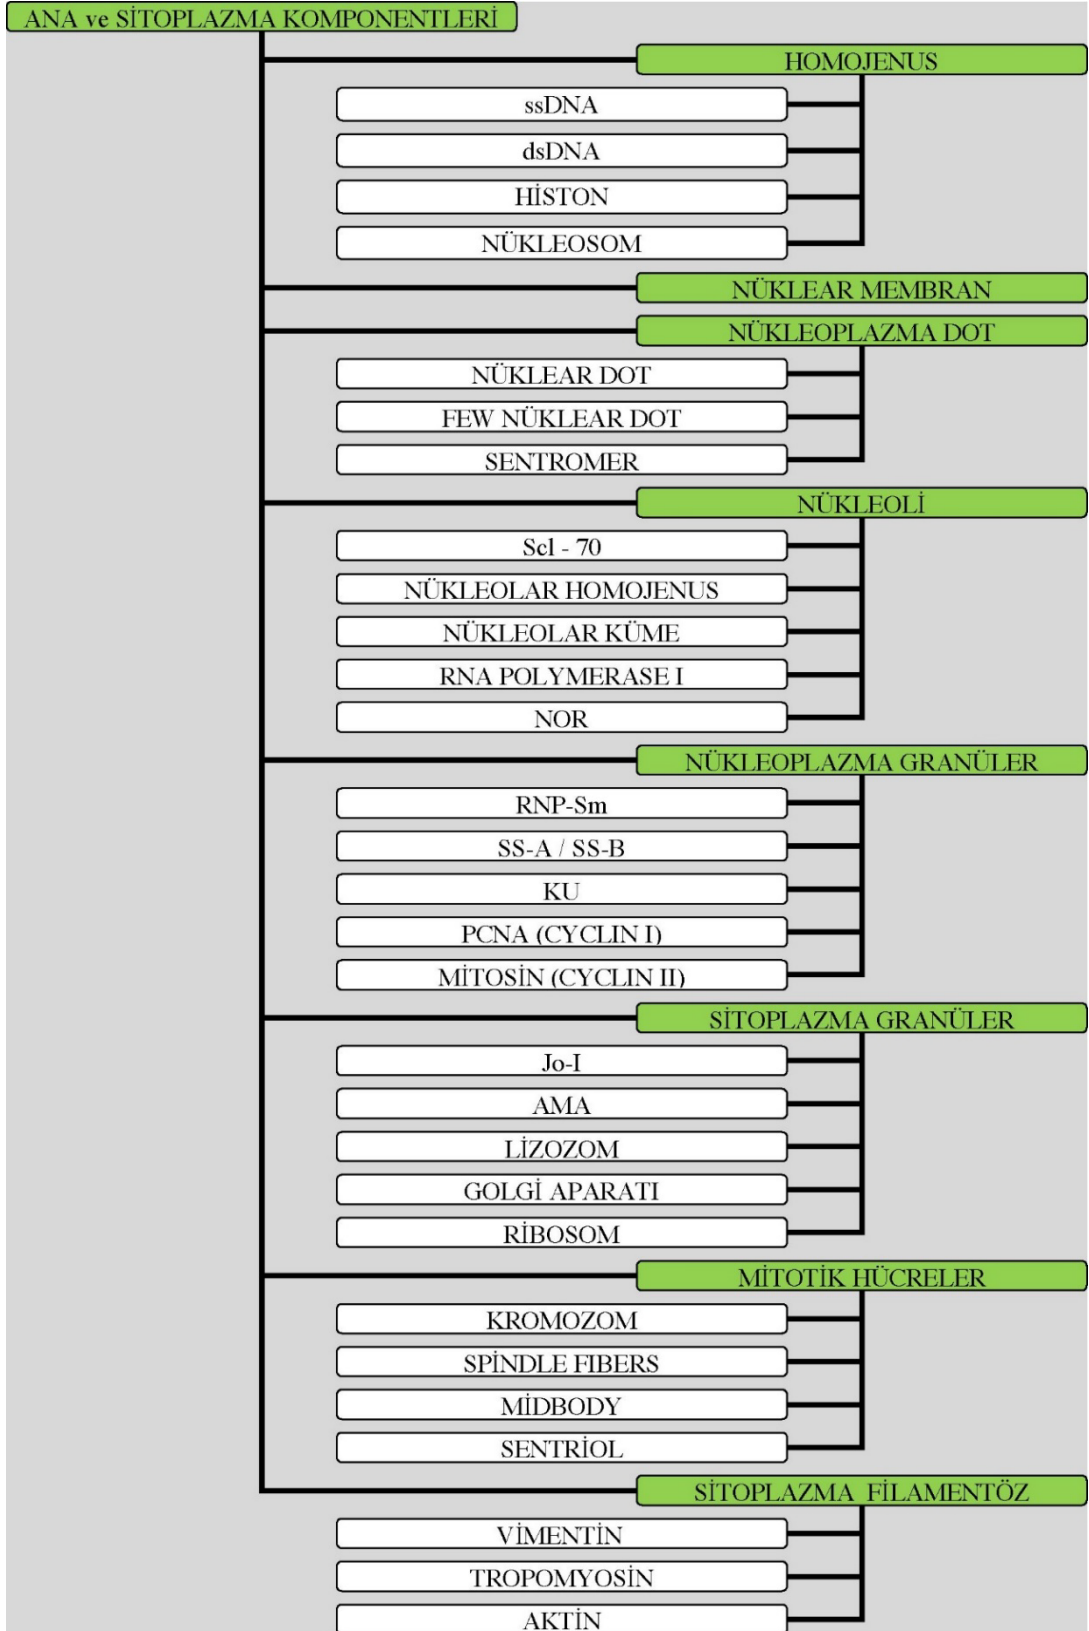 ANA ve SİTOPLAZMA KOMPONENTLERİ
HOMOJENUS
ssDNA
dsDNA
HİSTON
NÜKLEOSOM
NÜKLEAR MEMBRAN
NÜKLEOPLAZMA DOT
NÜKLEAR DOT
FEW NÜKLEAR DOT
SENTROMER
NÜKLEOLİ
Scl - 70
NÜKLEOLAR HOMOJENUS
NÜKLEOLAR KÜME
RNA POLYMERASE I
NOR
NÜKLEOPLAZMA GRANÜLER
RNP-Sm
SS-A / SS-B
KU
PCNA (CYCLIN I)
MİTOSİN (CYCLIN II)
SİTOPLAZMA GRANÜLER
Jo-I
AMA
LİZOZOM
GOLGİ APARATI
RİBOSOM
MİTOTİK HÜCRELER
KROMOZOM
SPİNDLE FIBERS
MİDBODY
SENTRİOL
SİTOPLAZMA FİLAMENTÖZ
VİMENTİN
TROPOMYOSİN
AKTİN